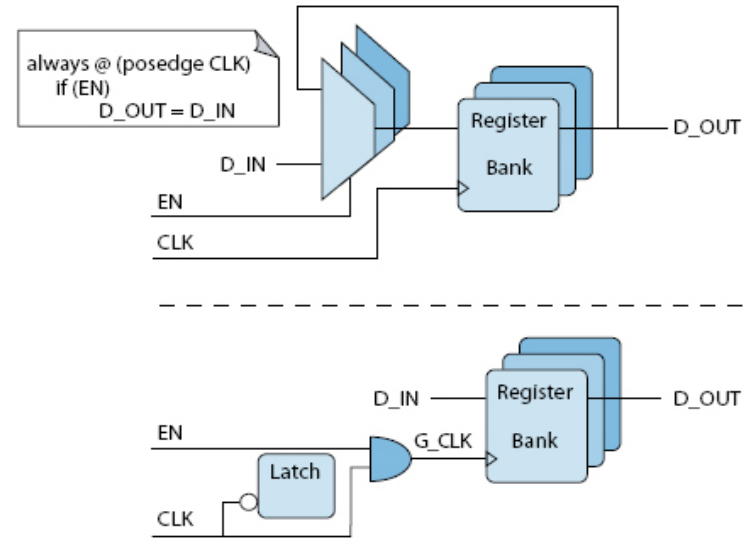 always @ (posedge CLK)
if (EN)
D_OUT = D_IN
Register
D_OUT
D_IN
Bank
EN
CLK
D_IN
Register
D_OUT
EN
G_CLK
Bank
Latch
CLK